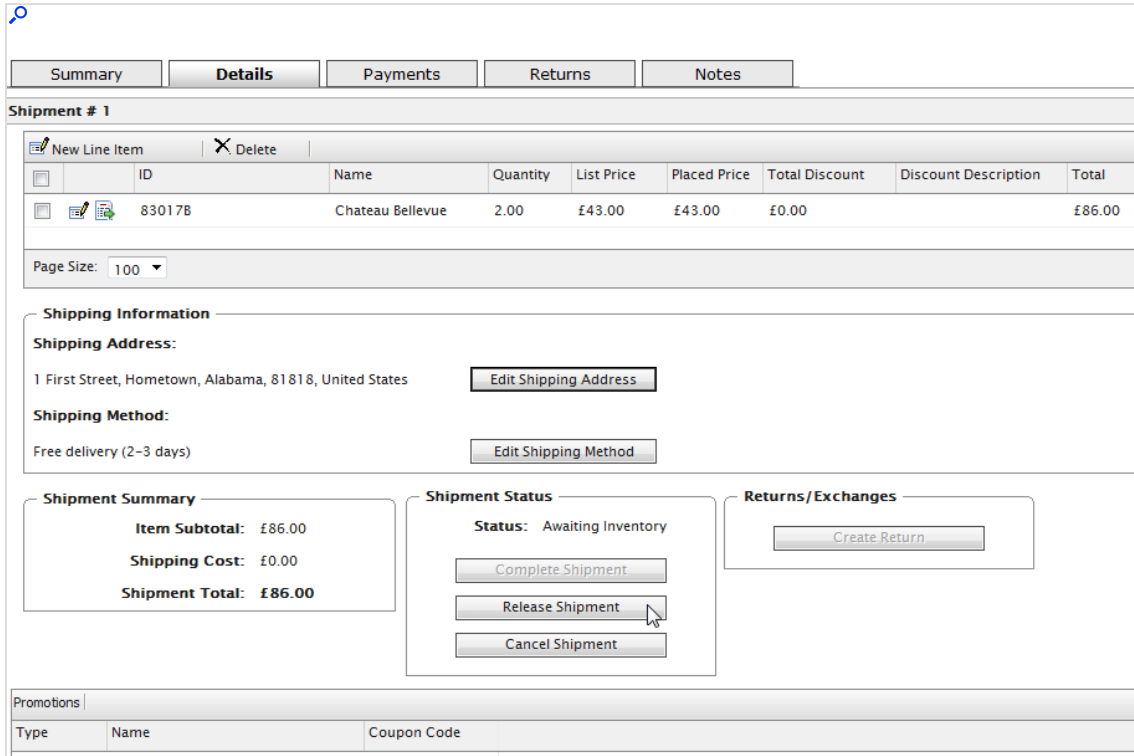 Summary Details Payments Returns Notes
Shipment # 1
New Line Item Delete
ID Name Quantity List Price Placed Price Total Discount Discount Description Total
83017B Chateau Bellevue 2.00 £43.00 £43.00 £0.00 £86.00
Page Size: 100
Shipping Information
Shipping Address:
1 First Street, Hometown, Alabama, 81818, United States Edit Shipping Address
Shipping Method:
Free delivery (2-3 days) Edit Shipping Method
Shipment Summary
Item Subtotal: £86.00
Shipping Cost: £0.00
Shipment Total: £86.00
Shipment Status
Status: Awaiting Inventory
Complete Shipment
Release Shipment
Cancel Shipment
Returns/Exchanges
Create Return
Promotions
Type Name Coupon Code